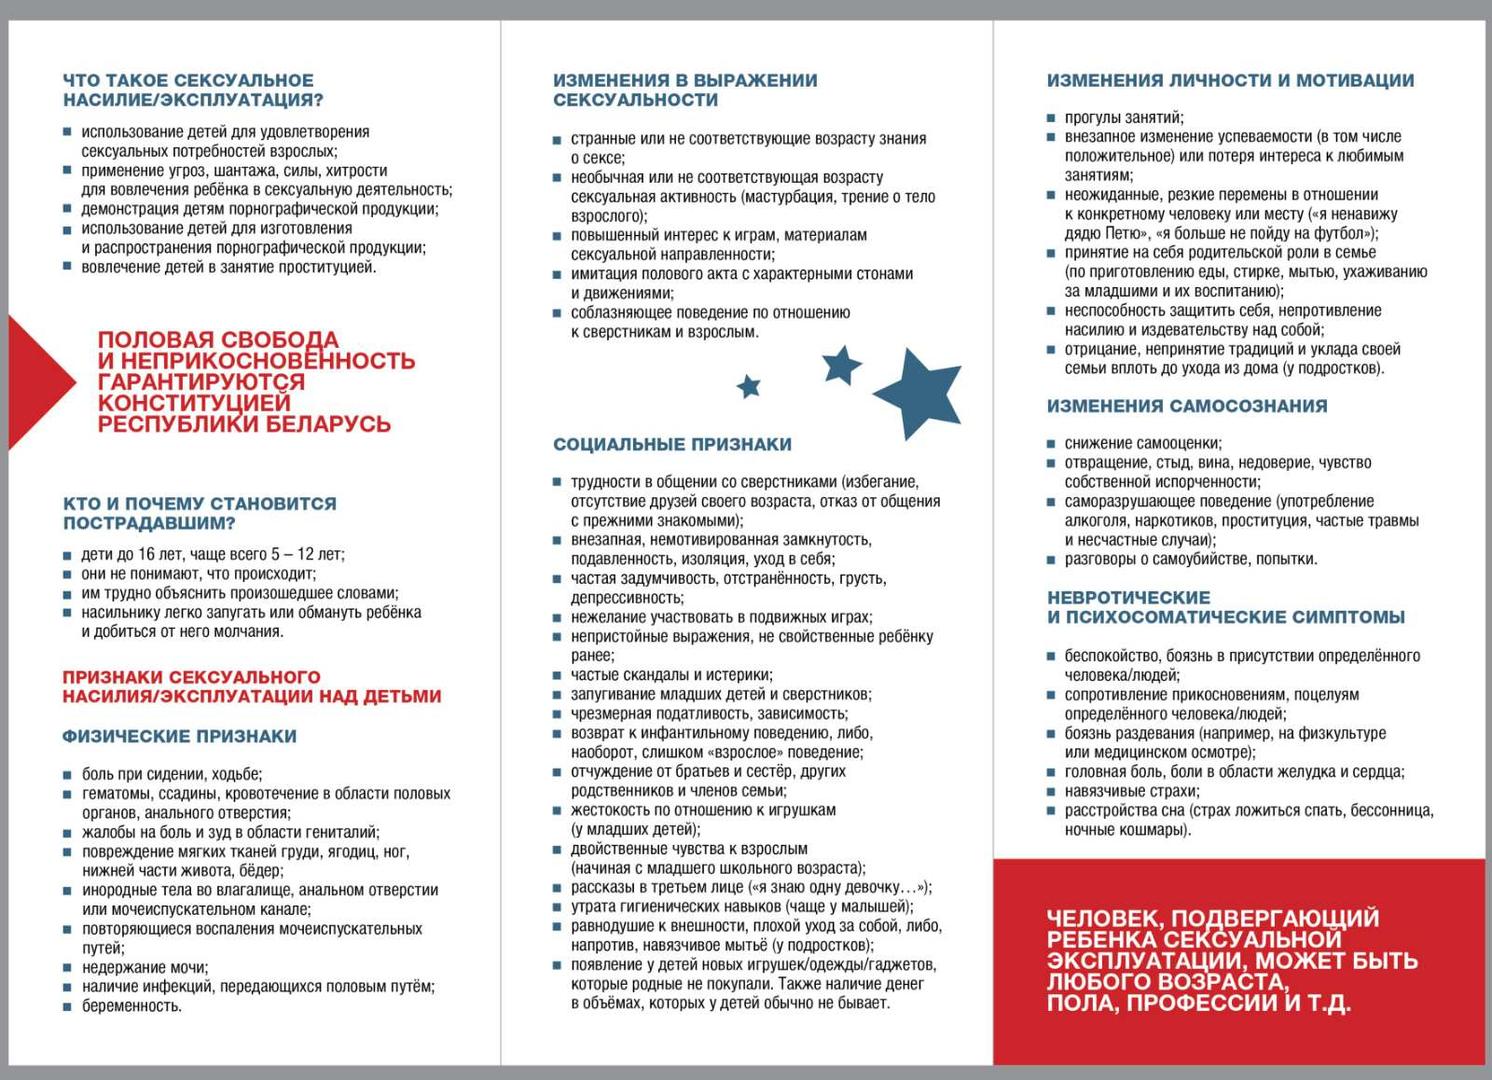 ЧТО ТАКОЕ СЕКСУАЛЬНОЕ
НАСИЛИЕ/ЭКСПЛУАТАЦИЯ?
использование детей для удовлетворения
сексуальных потребностей взрослых;
применение угроз, шантажа, силы, хитрости
для вовлечения ребёнка в сексуальную деятельность;
демонстрация детям порнографической продукции;
использование детей для изготовления
и распространения порнографической продукции;
вовлечение детей в занятие проституцией.
ПОЛОВАЯ СВОБОДА
И НЕПРИКОСНОВЕННОСТЬ
ГАРАНТИРУЮТСЯ
КОНСТИТУЦИЕЙ
РЕСПУБЛИКИ БЕЛАРУСЬ
КТО И ПОЧЕМУ СТАНОВИТСЯ
ПОСТРАДАВШИМ?
дети до 16 лет, чаще всего 5 – 12 лет;
они не понимают, что происходит;
им трудно объяснить произошедшее словами;
насильнику легко запугать или обмануть ребёнка
и добиться от него молчания.
ПРИЗНАКИ СЕКСУАЛЬНОГО
НАСИЛИЯ/ЭКСПЛУАТАЦИИ НАД ДЕТЬМИ
ФИЗИЧЕСКИЕ ПРИЗНАКИ
боль при сидении, ходьбе;
гематомы, ссадины, кровотечение в области половых
органов, анального отверстия;
жалобы на боль и зуд в области гениталий;
повреждение мягких тканей груди, ягодиц, ног,
нижней части живота, бёдер;
инородные тела во влагалище, анальном отверстии
или мочеиспускательном канале;
повторяющиеся воспаления мочеиспускательных
путей;
недержание мочи;
наличие инфекций, передающихся половым путём;
беременность.
ИЗМЕНЕНИЯ В ВЫРАЖЕНИИ
СЕКСУАЛЬНОСТИ
странные или не соответствующие возрасту знания
о сексе;
необычная или не соответствующая возрасту
сексуальная активность (мастурбация, трение о тело
взрослого);
повышенный интерес к играм, материалам
сексуальной направленности;
имитация полового акта с характерными стонами
и движениями;
соблазняющее поведение по отношению
к сверстникам и взрослым.
СОЦИАЛЬНЫЕ ПРИЗНАКИ
трудности в общении со сверстниками (избегание,
отсутствие друзей своего возраста, отказ от общения
с прежними знакомыми);
внезапная, немотивированная замкнутость,
подавленность, изоляция, уход в себя;
частая задумчивость, отстранённость, грусть,
депрессивность;
нежелание участвовать в подвижных играх;
непристойные выражения, не свойственные ребёнку
ранее;
частые скандалы и истерики;
запугивание младших детей и сверстников;
чрезмерная податливость, зависимость;
возврат к инфантильному поведению, либо,
наоборот, слишком «взрослое» поведение;
отчуждение от братьев и сестёр, других
родственников и членов семьи;
жестокость по отношению к игрушкам
(у младших детей);
двойственные чувства к взрослым
(начиная с младшего школьного возраста);
рассказы в третьем лице («я знаю одну девочку…»);
утрата гигиенических навыков (чаще у малышей);
равнодушие к внешности, плохой уход за собой, либо,
напротив, навязчивое мытьё (у подростков);
появление у детей новых игрушек/одежды/гаджетов,
которые родные не покупали. Также наличие денег
в объёмах, которых у детей обычно не бывает.
ИЗМЕНЕНИЯ ЛИЧНОСТИ И МОТИВАЦИИ
прогулы занятий;
внезапное изменение успеваемости (в том числе
положительное) или потеря интереса к любимым
занятиям;
неожиданные, резкие перемены в отношении
к конкретному человеку или месту («я ненавижу
дядю Петю», «я больше не пойду на футбол»);
принятие на себя родительской роли в семье
(по приготовлению еды, стирке, мытью, ухаживанию
за младшими и их воспитанию);
неспособность защитить себя, непротивление
насилию и издевательству над собой;
отрицание, непринятие традиций и уклада своей
семьи вплоть до ухода из дома (у подростков).
ИЗМЕНЕНИЯ САМОСОЗНАНИЯ
снижение самооценки;
отвращение, стыд, вина, недоверие, чувство
собственной испорченности;
саморазрушающее поведение (употребление
алкоголя, наркотиков, проституция, частые травмы
и несчастные случаи);
разговоры о самоубийстве, попытки.
НЕВРОТИЧЕСКИЕ
И ПСИХОСОМАТИЧЕСКИЕ СИМПТОМЫ
беспокойство, боязнь в присутствии определённого
человека/людей;
сопротивление прикосновениям, поцелуям
определённого человека/людей;
боязнь раздевания (например, на физкультуре
или медицинском осмотре);
головная боль, боли в области желудка и сердца;
навязчивые страхи;
расстройства сна (страх ложиться спать, бессонница,
ночные кошмары).
ЧЕЛОВЕК, ПОДВЕРГАЮЩИЙ
РЕБЕНКА СЕКСУАЛЬНОЙ
ЭКСПЛУАТАЦИИ, МОЖЕТ БЫТЬ
ЛЮБОГО ВОЗРАСТА,
ПОЛА, ПРОФЕССИИ И Т.Д.